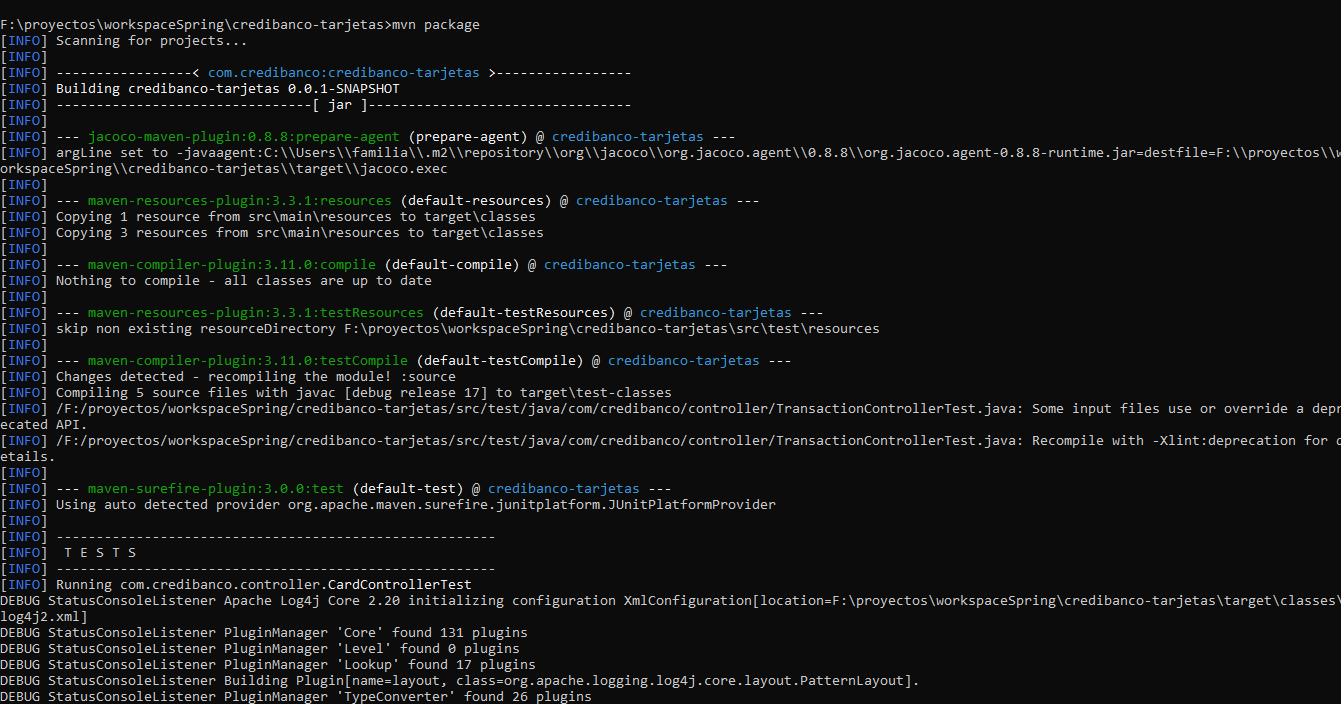 F:\proyectos\workspaceSpring\credibanco-tarjetas>mvn package
[INFO] Scanning for projects...
[INFO]
[INFO] -----------------< com.credibanco:credibanco-tarjetas >-----------------
[INFO] Building credibanco-tarjetas 0.0.1-SNAPSHOT
[INFO] --------------------------------[ jar ]---------------------------------
[INFO]
[INFO] --- jacoco-maven-plugin:0.8.8:prepare-agent (prepare-agent) @ credibanco-tarjetas ---
[INFO] argLine set to -javaagent:C:\\Users\\familia\\.m2\\repository\\org\\jacoco\\org.jacoco.agent\\0.8.8\\org.jacoco.agent-0.8.8-runtime.jar=destfile=F:\\proyectos\\w
orkspaceSpring\\credibanco-tarjetas\\target\\jacoco.exec
[INFO]
[INFO] --- maven-resources-plugin:3.3.1:resources (default-resources) @ credibanco-tarjetas ---
[INFO] Copying 1 resource from src\main\resources to target\classes
[INFO] Copying 3 resources from src\main\resources to target\classes
[INFO]
[INFO] --- maven-compiler-plugin:3.11.0:compile (default-compile) @ credibanco-tarjetas ---
[INFO] Nothing to compile - all classes are up to date
[INFO]
[INFO] --- maven-resources-plugin:3.3.1:testResources (default-testResources) @ credibanco-tarjetas ---
[INFO] skip non existing resourceDirectory F:\proyectos\workspaceSpring\credibanco-tarjetas\src\test\resources
[INFO]
[INFO] --- maven-compiler-plugin:3.11.0:testCompile (default-testCompile) @ credibanco-tarjetas ---
[INFO] Changes detected - recompiling the module! :source
[INFO] Compiling 5 source files with javac [debug release 17] to target\test-classes
[INFO] /F:/proyectos/workspaceSpring/credibanco-tarjetas/src/test/java/com/credibanco/controller/TransactionControllerTest.java: Some input files use or override a depr
ecated API.
[INFO] /F:/proyectos/workspaceSpring/credibanco-tarjetas/src/test/java/com/credibanco/controller/TransactionControllerTest.java: Recompile with -Xlint:deprecation for d
etails.
[INFO]
[INFO] --- maven-surefire-plugin:3.0.0:test (default-test) @ credibanco-tarjetas ---
[INFO] Using auto detected provider org.apache.maven.surefire.junitplatform.JUnitPlatformProvider
[INFO]
[INFO] -------------------------------------------------------
[INFO]  T E S T S
[INFO] -------------------------------------------------------
[INFO] Running com.credibanco.controller.CardControllerTest
DEBUG StatusConsoleListener Apache Log4j Core 2.20 initializing configuration XmlConfiguration[location=F:\proyectos\workspaceSpring\credibanco-tarjetas\target\classes\
log4j2.xml]
DEBUG StatusConsoleListener PluginManager 'Core' found 131 plugins
DEBUG StatusConsoleListener PluginManager 'Level' found 0 plugins
DEBUG StatusConsoleListener PluginManager 'Lookup' found 17 plugins
DEBUG StatusConsoleListener Building Plugin[name=layout, class=org.apache.logging.log4j.core.layout.PatternLayout].
DEBUG StatusConsoleListener PluginManager 'TypeConverter' found 26 plugins